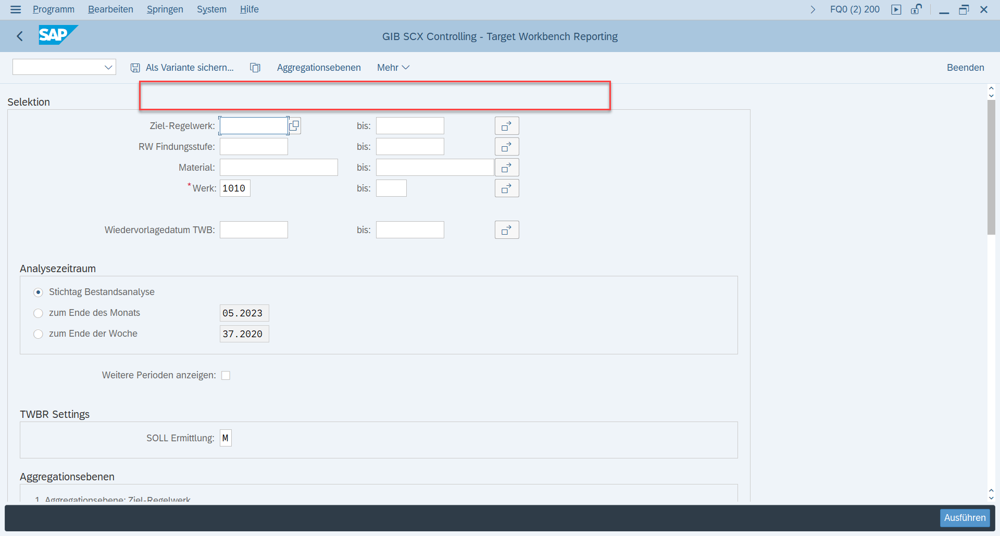 Programm Bearbeiten Springen System Hilfe FQ0 (2) 200
SAP GIB SCX Controlling - Target Workbench Reporting
Als Variante sichern... Aggregationsebenen Mehr Beenden
Selektion
Ziel-Regelwerk: bis:
RW Findungsstufe: bis:
Material: bis:
*Werk: 1010 bis:
Wiedervorlagedatum TWB: bis:
Analysezeitraum
Stichtag Bestandsanalyse
zum Ende des Monats 05.2023
zum Ende der Woche 37.2020
Weitere Perioden anzeigen:
TWBR Settings
SOLL Ermittlung: M
Aggregationsebenen
1. Aggregationsebene: Ziel-Regelwerk
Ausführen